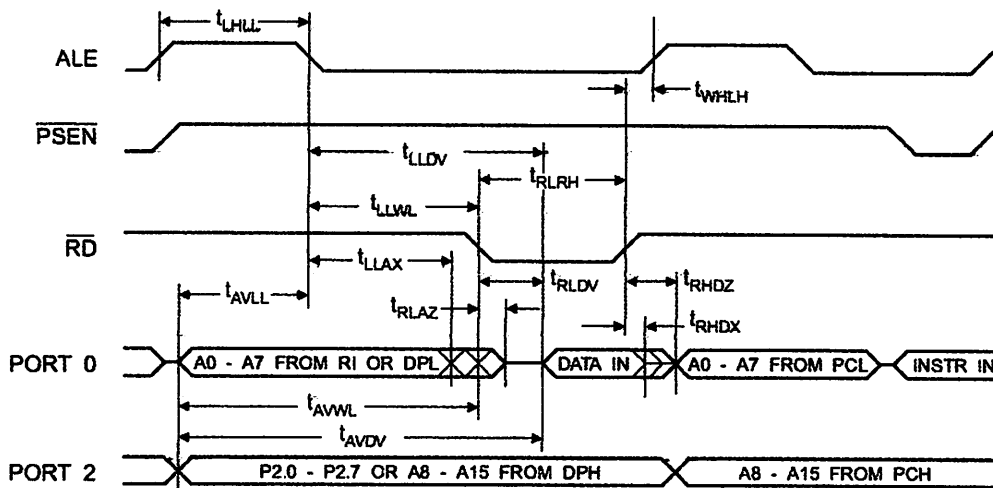 tLHLL
ALE
tWHLH
PSEN
tLLDV
tRLRH
tLLWL
RD
tLLAX
tRLDV
tRHDZ
tAVLL
tRLAZ
tRHDX
PORT 0
A0 - A7 FROM RI OR DPL
DATA IN
A0 - A7 FROM PCL
INSTR IN
tAVWL
tAVDV
PORT 2
P2.0 - P2.7 OR A8 - A15 FROM DPH
A8 - A15 FROM PCH